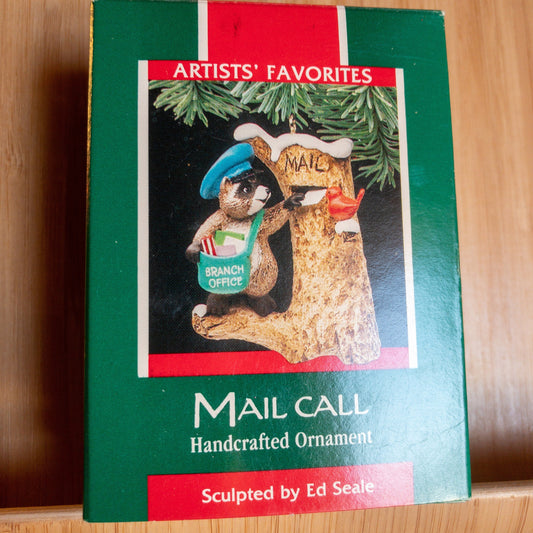 ARTISTS' FAVORITES
MAIL
BRANCH
OFFICE
MAIL CALL
Handcrafted Ornament
Sculpted by Ed Seale